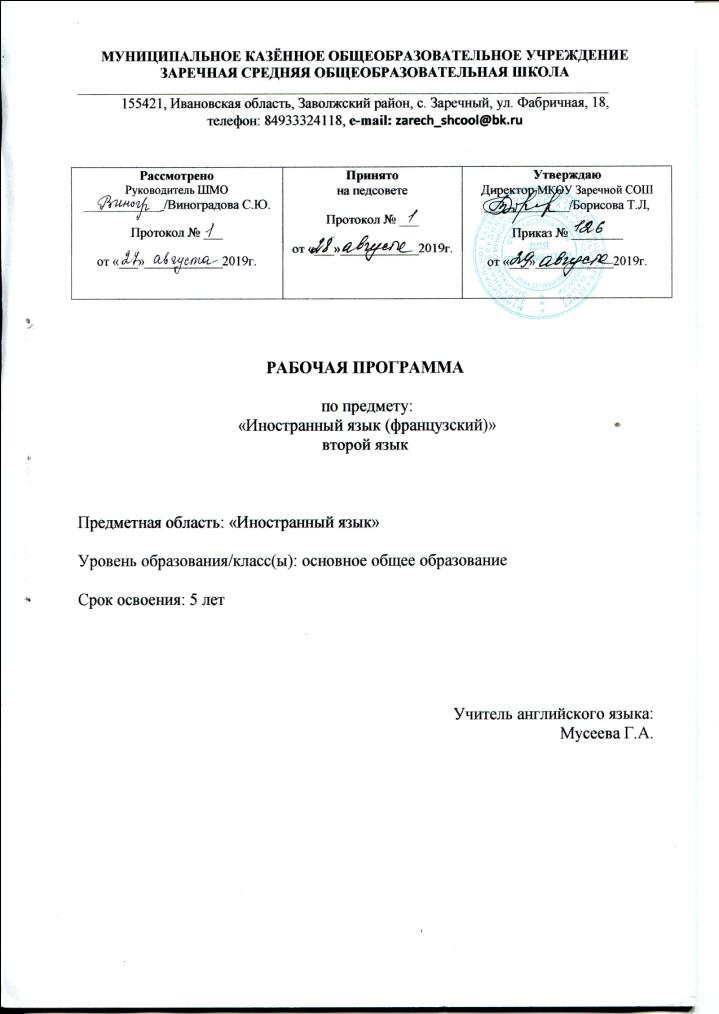 МУНИЦИПАЛЬНОЕ КАЗЁННОЕ ОБЩЕОБРАЗОВАТЕЛЬНОЕ УЧРЕЖДЕНИЕ
ЗАРЕЧНАЯ СРЕДНЯЯ ОБЩЕОБРАЗОВАТЕЛЬНАЯ ШКОЛА
155421, Ивановская область, Заволжский район, с. Заречный, ул. Фабричная, 18,
телефон: 84933324118, e-mail: zarech_shcool@bk.ru
Рассмотрено
Руководитель ШМО
Виногр /Виноградова С.Ю.
Протокол № 1
от «27» августа 2019г.
Принято
на педсовете
Протокол № 1
от «28» августе 2019г.
Утверждаю
Директор МКОУ Заречной СОШ
/Борисова Т.Л,
Приказ № 126
от «29» августе 2019г.
РАБОЧАЯ ПРОГРАММА
по предмету:
«Иностранный язык (французский)»
второй язык
Предметная область: «Иностранный язык»
Уровень образования/класс(ы): основное общее образование
Срок освоения: 5 лет
Учитель английского языка:
Мусеева Г.А.